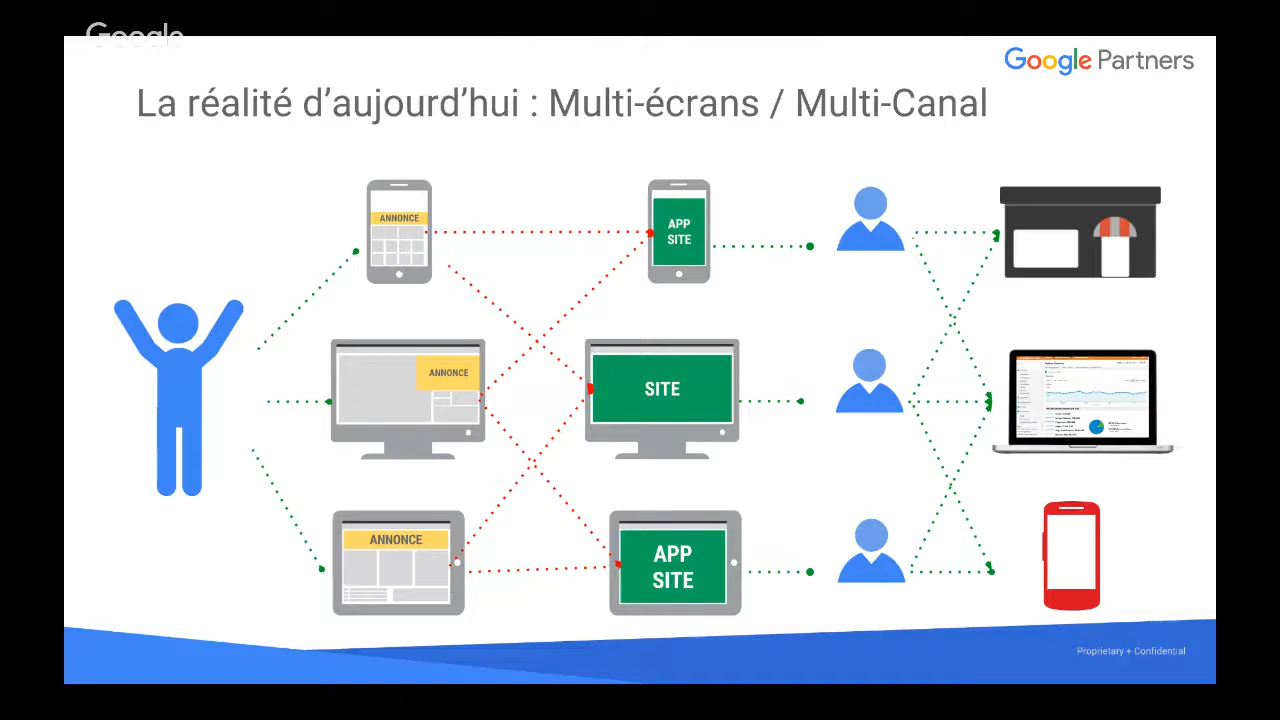 Google
Google Partners
La réalité d'aujourd'hui : Multi-écrans / Multi-Canal
ANNONCE
APP
SITE
ANNONCE
SITE
ANNONCE
APP
SITE
Proprietary + Confidential